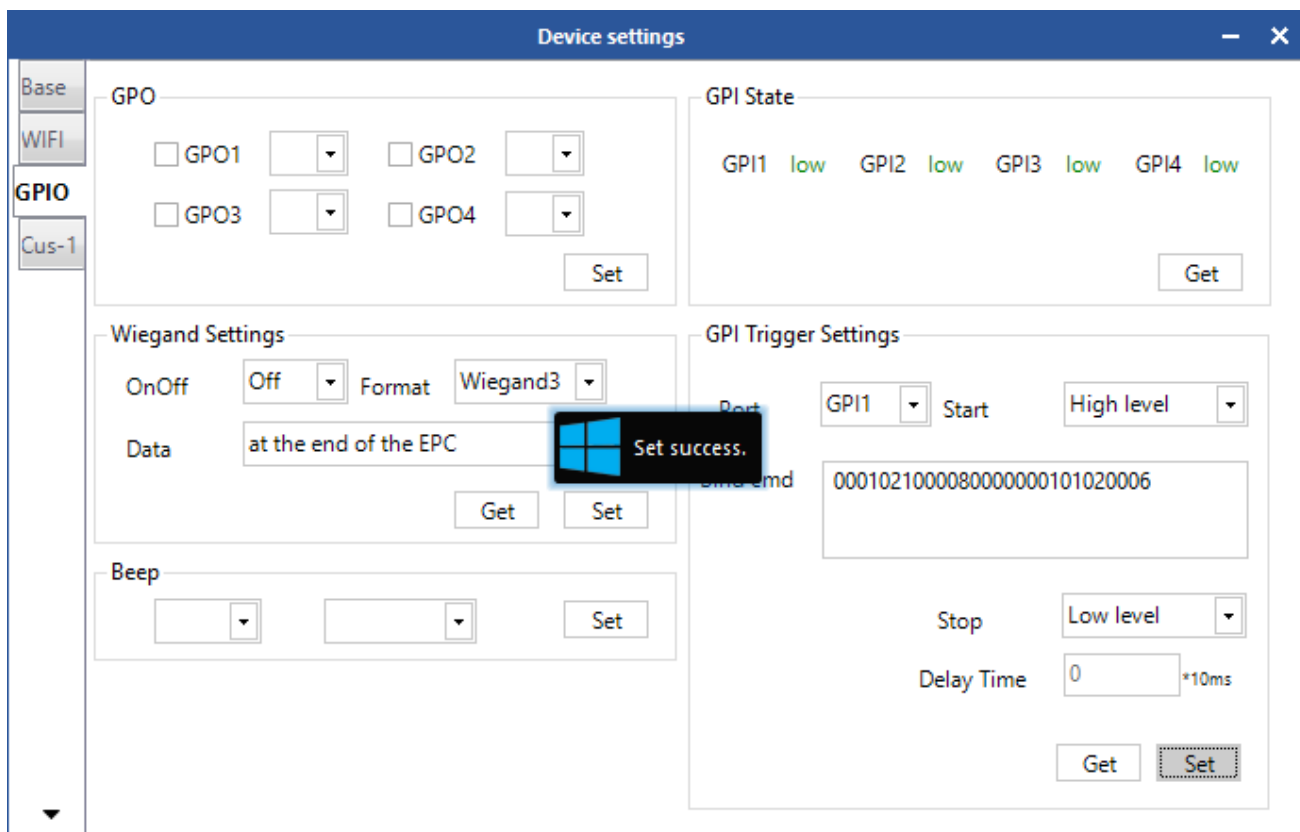 Device settings
Base
WIFI
GPIO
Cus-1
GPO
GPO1
GPO2
GPO3
GPO4
Set
GPI State
GPI1 low GPI2 low GPI3 low GPI4 low
Get
Wiegand Settings
OnOff Off Format Wiegand3
Data at the end of the EPC
Get Set
Set success.
Beep
Set
GPI Trigger Settings
Port GPI1 Start High level
cmd 0001021000080000000101020006
Stop Low level
Delay Time 0 *10ms
Get Set